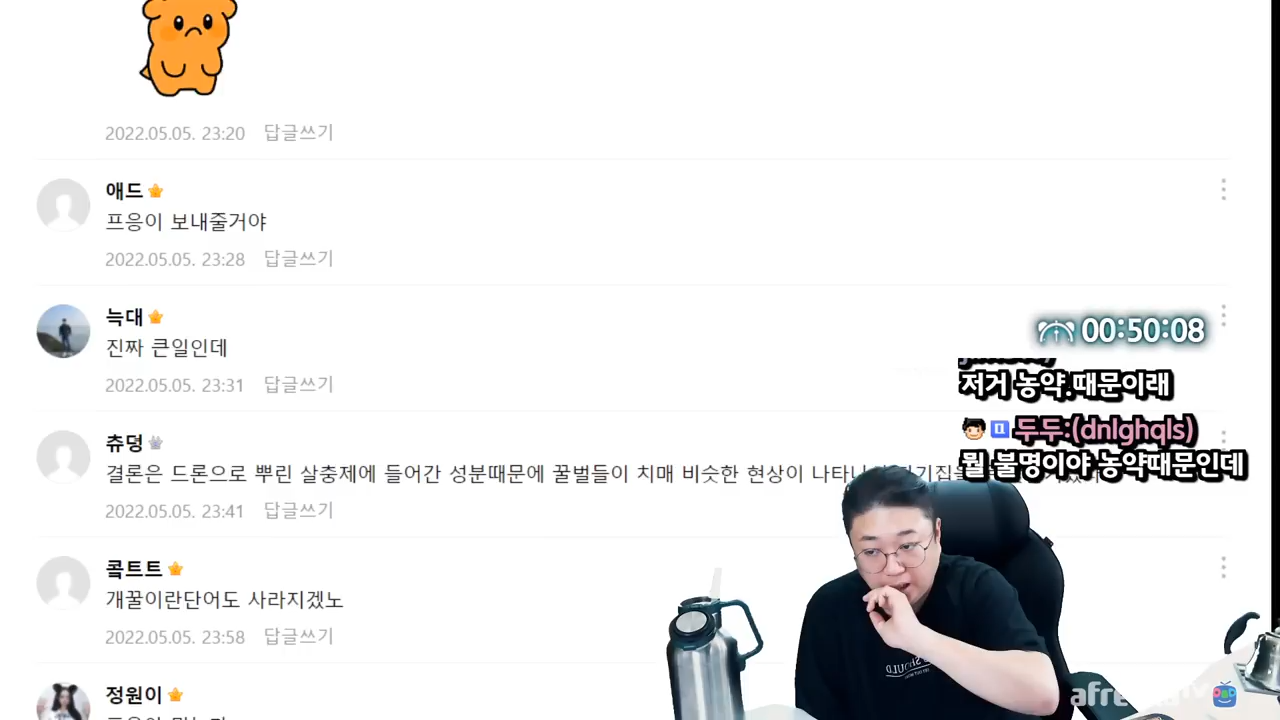 2022.05.05. 23:20 답글쓰기
애드
프응이 보내줄거야
2022.05.05. 23:28 답글쓰기
늑대
진짜 큰일인데
2022.05.05. 23:31 답글쓰기
00:50:08
저거 농약.때문이래
두두:(dnlghqls)
뭔 불명이야 농약때문인데
츄덩
결론은 드론으로 뿌린 살충제에 들어간 성분때문에 꿀벌들이 치매 비슷한 현상이
2022.05.05. 23:41 답글쓰기
콬트트
개꿀이란단어도 사라지겠노
2022.05.05. 23:58 답글쓰기
정원이